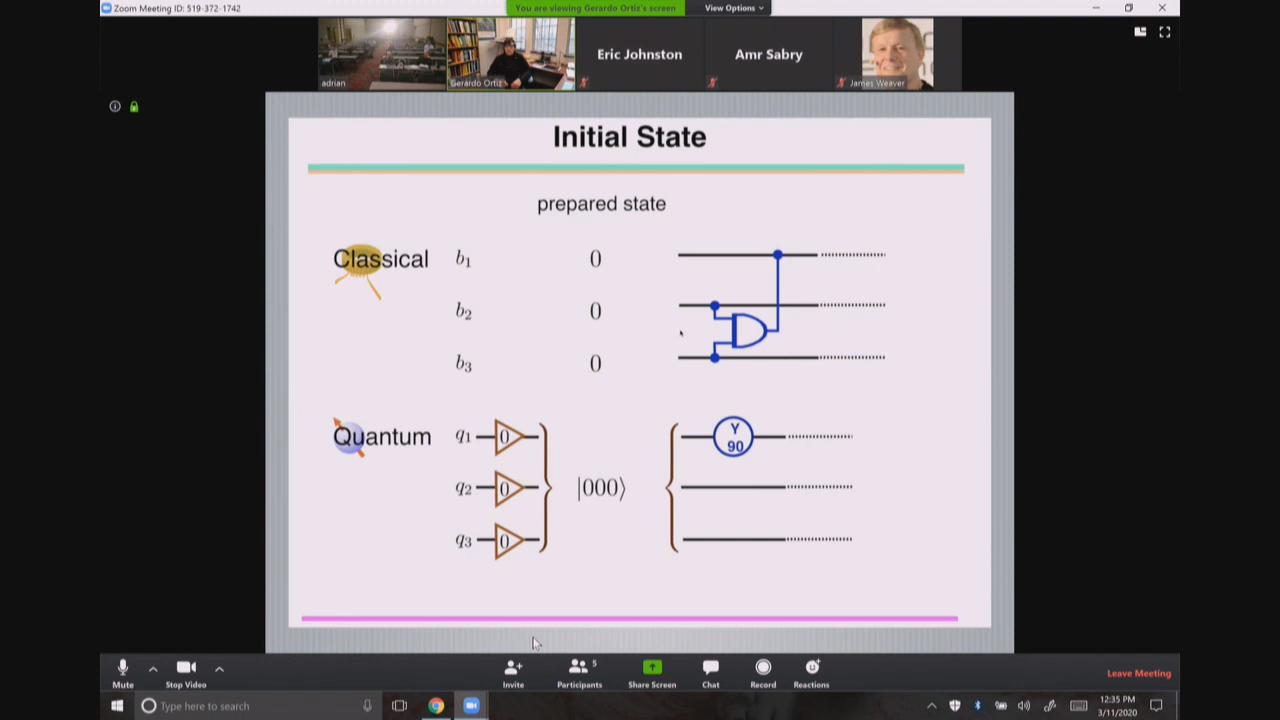 Zoom Meeting ID: 519-372-1742
You are viewing Gerardo Ortiz's screen
View Options
adrian
Gerardo Ortiz
Eric Johnston
Amr Sabry
James Weaver
Initial State
prepared state
Classical b₁ 0
b₂ 0
b₃ 0
Quantum q₁ 0
Y
90
q₂ 0 |000⟩
q₃ 0
Mute
Stop Video
Invite
Participants 5
Share Screen
Chat
Record
Reactions
Leave Meeting
Type here to search
12:35 PM
3/11/2020